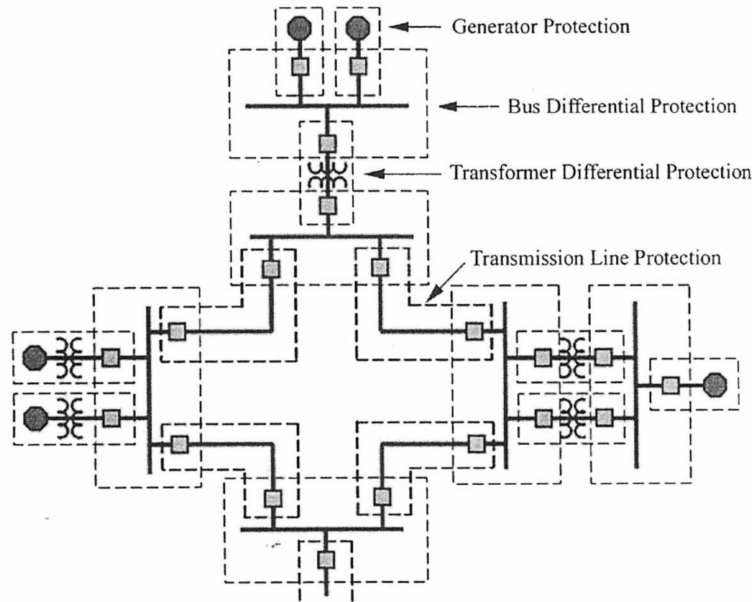 Generator Protection
Bus Differential Protection
Transformer Differential Protection
Transmission Line Protection